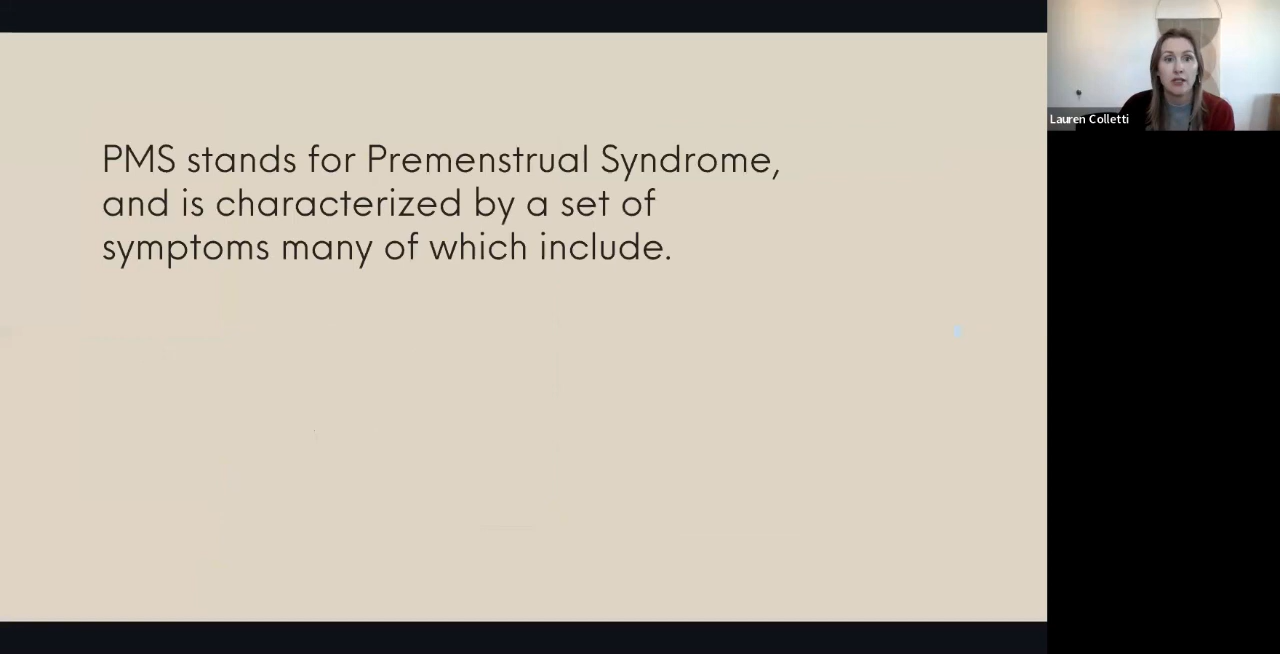 PMS stands for Premenstrual Syndrome,
and is characterized by a set of
symptoms many of which include.
Lauren Colletti